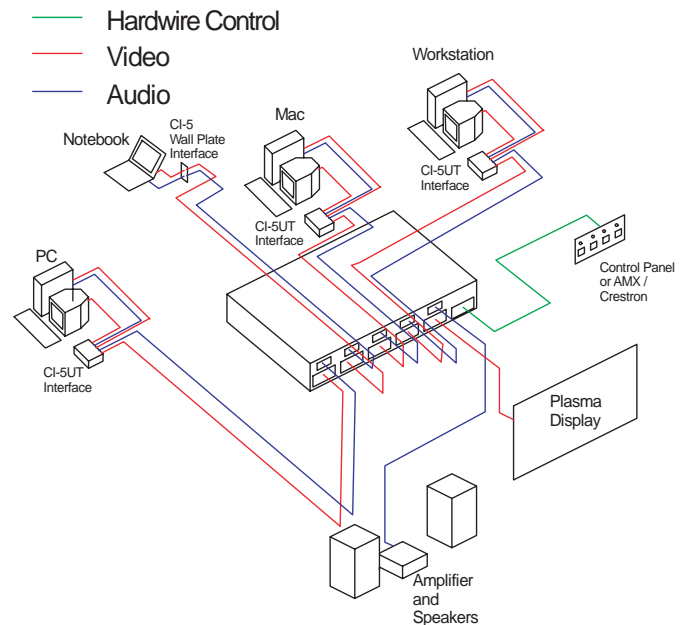 Hardwire Control
Video
Audio
Workstation
CI-5
Wall Plate
Interface
Notebook
Mac
CI-5UT
Interface
CI-5UT
Interface
PC
Control Panel
or AMX /
Crestron
CI-5UT
Interface
Plasma
Display
Amplifier
and
Speakers